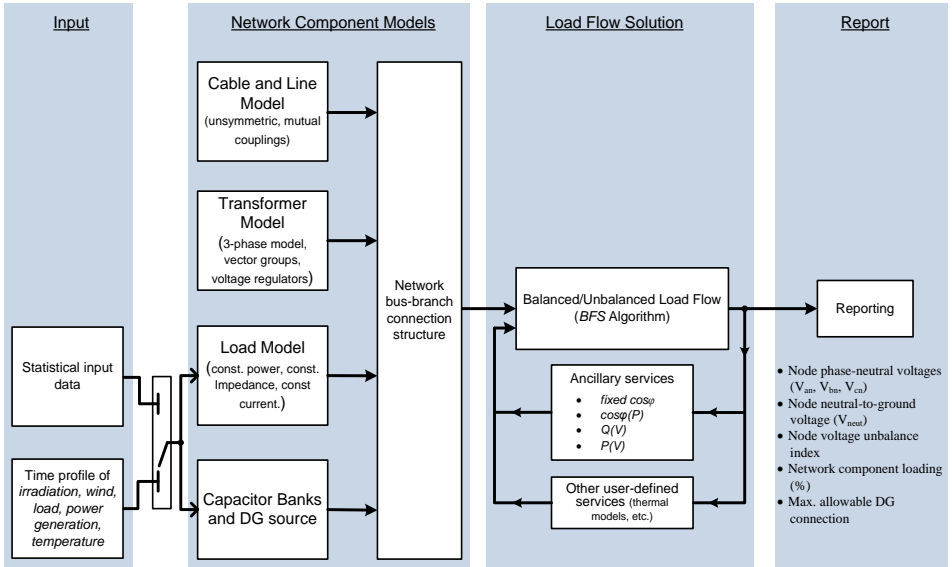 Input
Network Component Models
Load Flow Solution
Report
Statistical input
data
Time profile of
irradiation, wind,
load, power
generation,
temperature
Cable and Line
Model
(unsymmetric, mutual
couplings)
Transformer
Model
(3-phase model,
vector groups,
voltage regulators)
Load Model
(const. power, const.
Impedance, const
current.)
Capacitor Banks
and DG source
Network
bus-branch
connection
structure
Balanced/Unbalanced Load Flow
(BFS Algorithm)
Ancillary services
• fixed cosφ
• cosφ(P)
• Q(V)
• P(V)
Other user-defined
services (thermal
models, etc.)
Reporting
• Node phase-neutral voltages
(Van, Vbn, Vcn)
• Node neutral-to-ground
voltage (Vneut)
• Node voltage unbalance
index
• Network component loading
(%)
• Max. allowable DG
connection